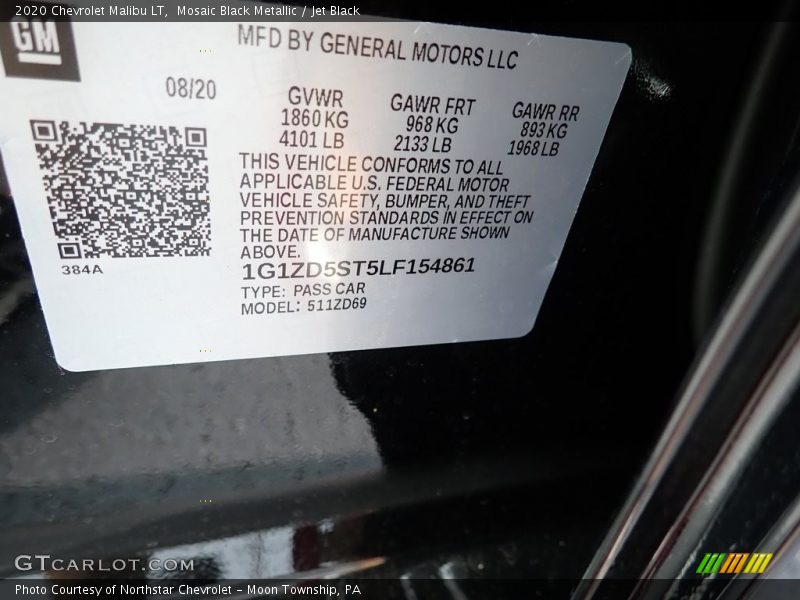 2020 Chevrolet Malibu LT, Mosaic Black Metallic / Jet Black
GM
MFD BY GENERAL MOTORS LLC
08/20
GVWR GAWR FRT GAWR RR
1860 KG 968 KG 893 KG
4101 LB 2133 LB 1968 LB
THIS VEHICLE CONFORMS TO ALL
APPLICABLE U.S. FEDERAL MOTOR
VEHICLE SAFETY, BUMPER, AND THEFT
PREVENTION STANDARDS IN EFFECT ON
THE DATE OF MANUFACTURE SHOWN
ABOVE.
384A
1G1ZD5ST5LF154861
TYPE: PASS CAR
MODEL: 511ZD69
GTCARLOT.COM
Photo Courtesy of Northstar Chevrolet - Moon Township, PA